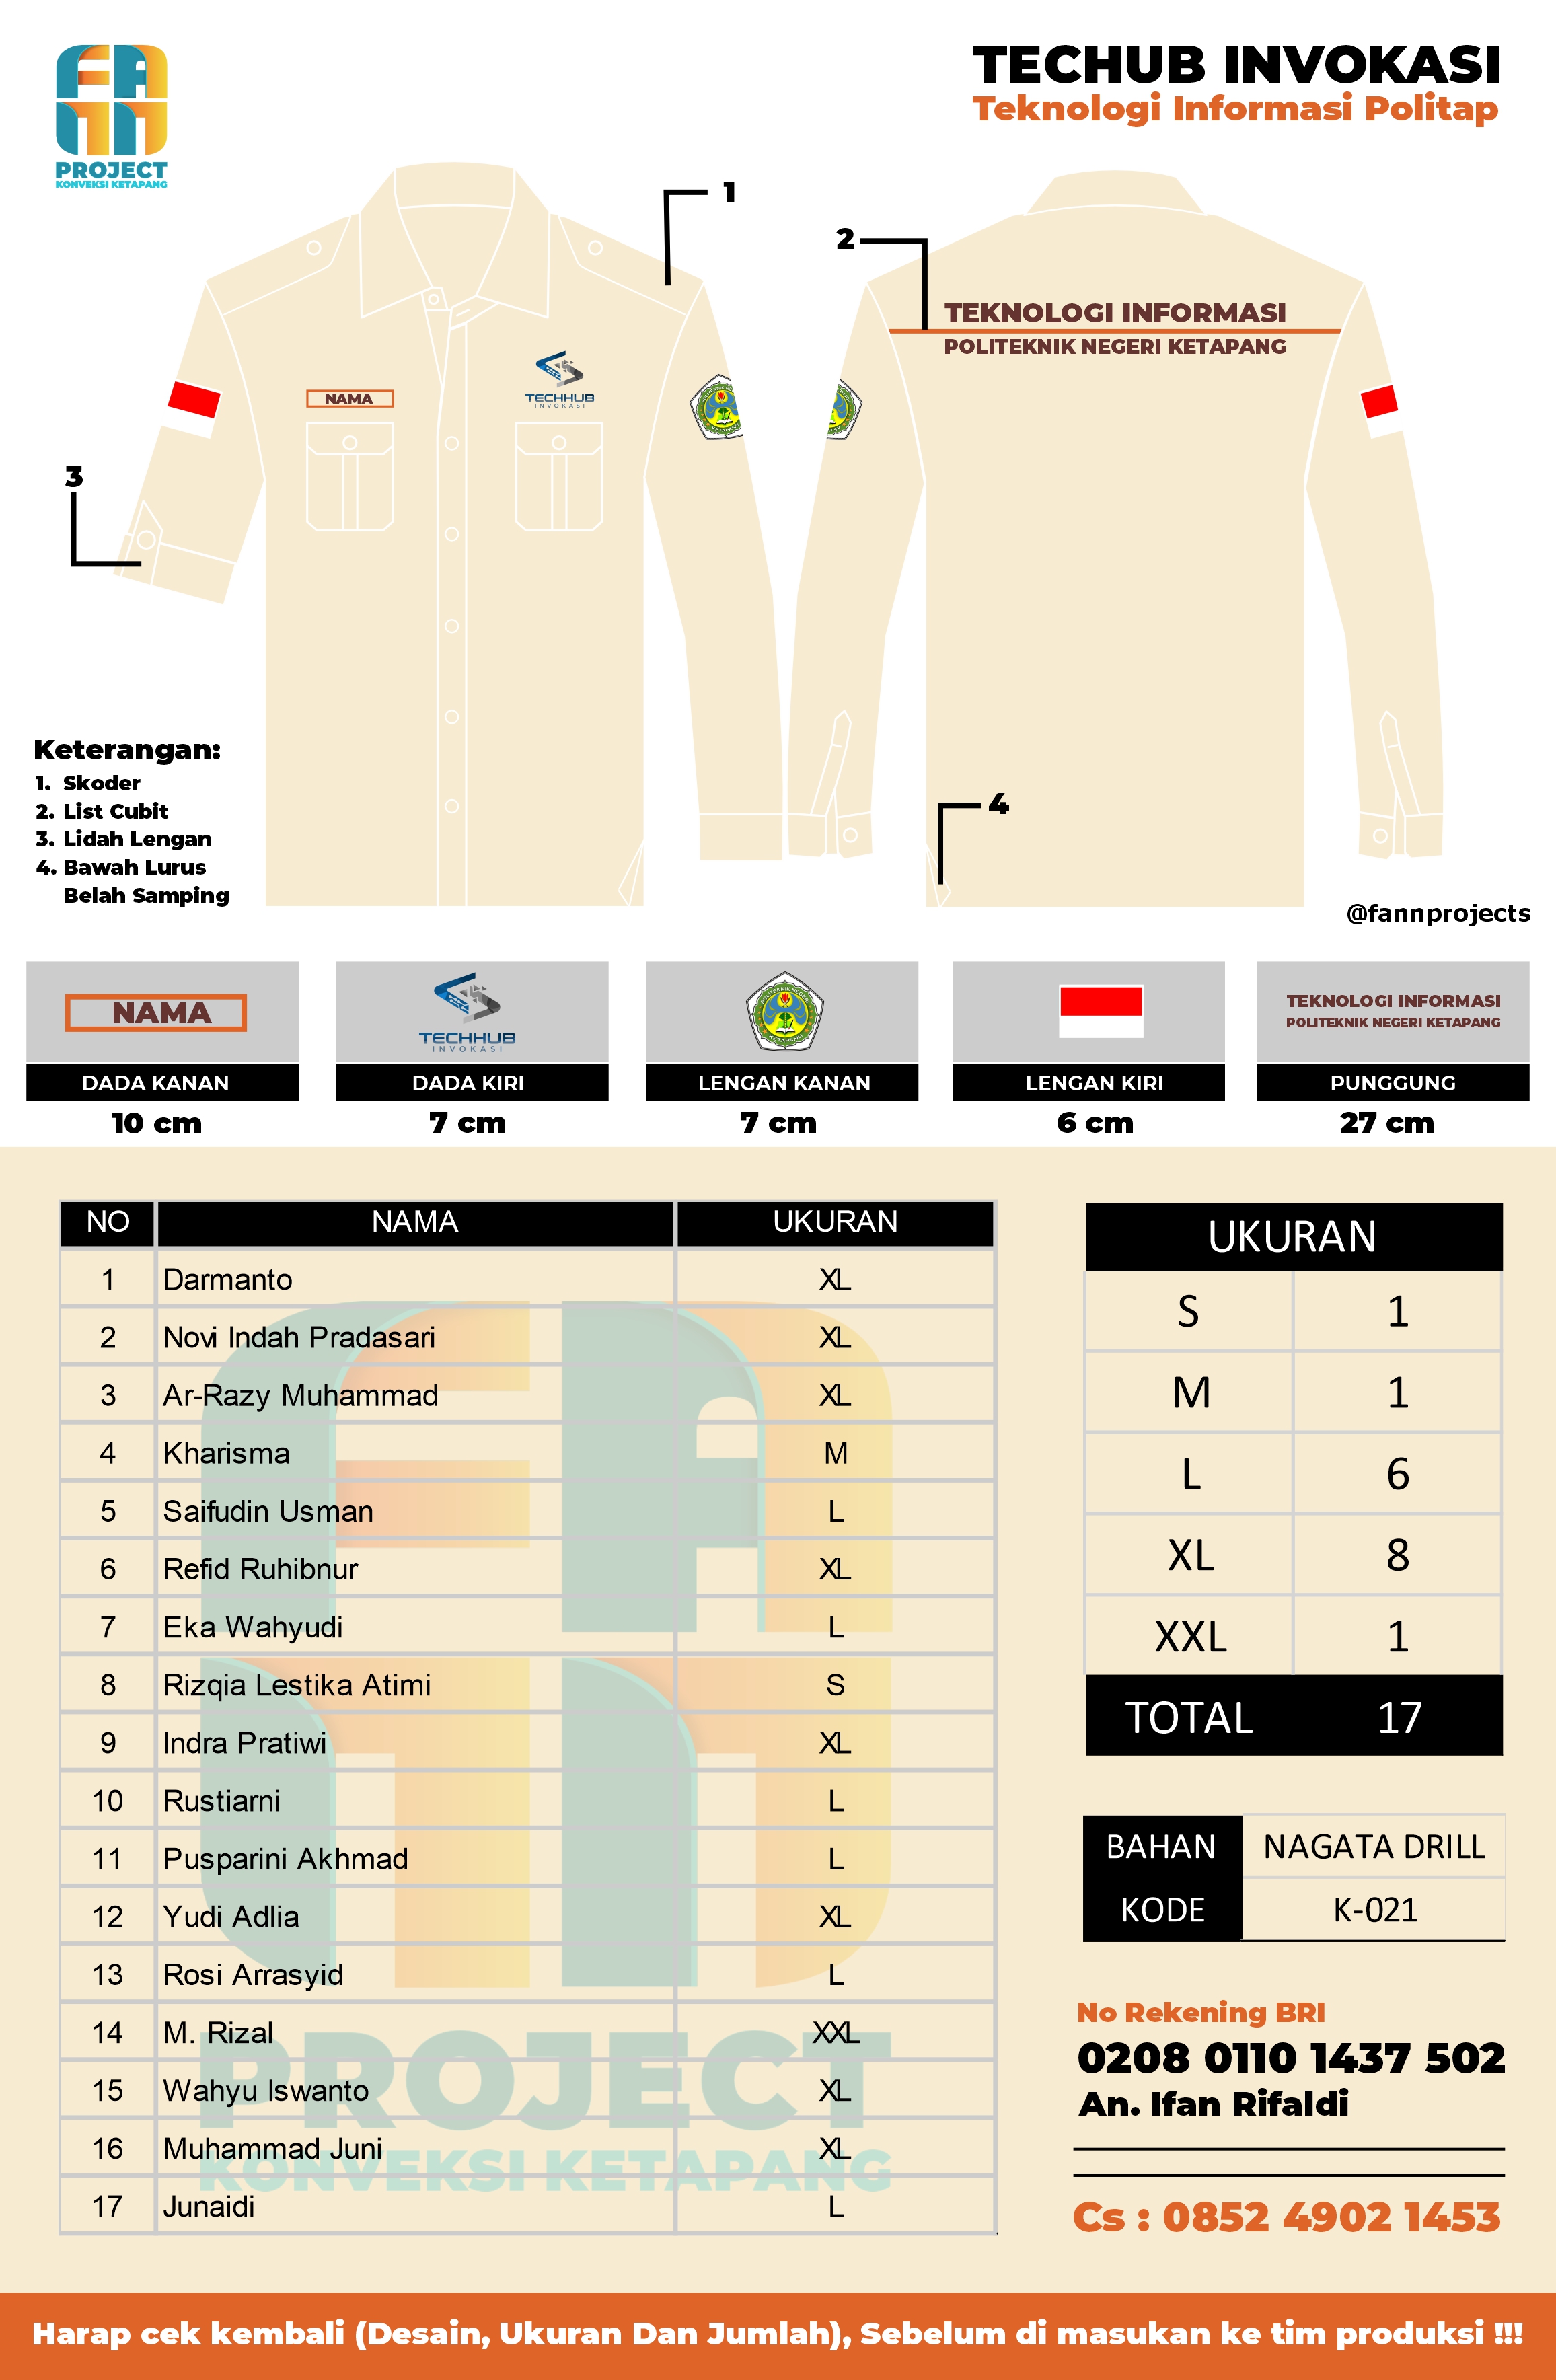 PROJECT
KONVEKSI KETAPANG
TECHUB INVOKASI
Teknologi Informasi Politap
1
2
TEKNOLOGI INFORMASI
POLITEKNIK NEGERI KETAPANG
NAMA
TECHHUB
INVOKASI
3
4
Keterangan:
1. Skoder
2. List Cubit
3. Lidah Lengan
4. Bawah Lurus
Belah Samping
@fannprojects
NAMA
DADA KANAN
10 cm
TECHHUB
INVOKASI
DADA KIRI
7 cm
POLITEKNIK NEGERI
KETAPANG
LENGAN KANAN
7 cm
LENGAN KIRI
6 cm
TEKNOLOGI INFORMASI
POLITEKNIK NEGERI KETAPANG
PUNGGUNG
27 cm
NO NAMA UKURAN
1 Darmanto XL
2 Novi Indah Pradasari XL
3 Ar-Razy Muhammad XL
4 Kharisma M
5 Saifudin Usman L
6 Refid Ruhibnur XL
7 Eka Wahyudi L
8 Rizqia Lestika Atimi S
9 Indra Pratiwi XL
10 Rustiarni L
11 Pusparini Akhmad L
12 Yudi Adlia XL
13 Rosi Arrasyid L
14 M. Rizal XXL
15 Wahyu Iswanto XL
16 Muhammad Juni XL
17 Junaidi L
PROJECT
KONVEKSI KETAPANG
UKURAN
S 1
M 1
L 6
XL 8
XXL 1
TOTAL 17
BAHAN NAGATA DRILL
KODE K-021
No Rekening BRI
0208 0110 1437 502
An. Ifan Rifaldi
Cs : 0852 4902 1453
Harap cek kembali (Desain, Ukuran Dan Jumlah), Sebelum di masukan ke tim produksi !!!